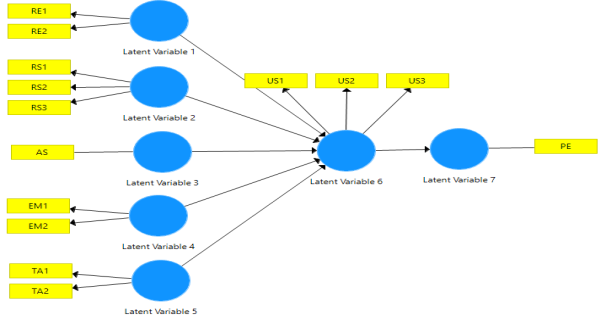 RE1
RE2
Latent Variable 1
RS1
RS2
RS3
Latent Variable 2
US1
US2
US3
AS
Latent Variable 3
Latent Variable 6
Latent Variable 7
PE
EM1
EM2
Latent Variable 4
TA1
TA2
Latent Variable 5